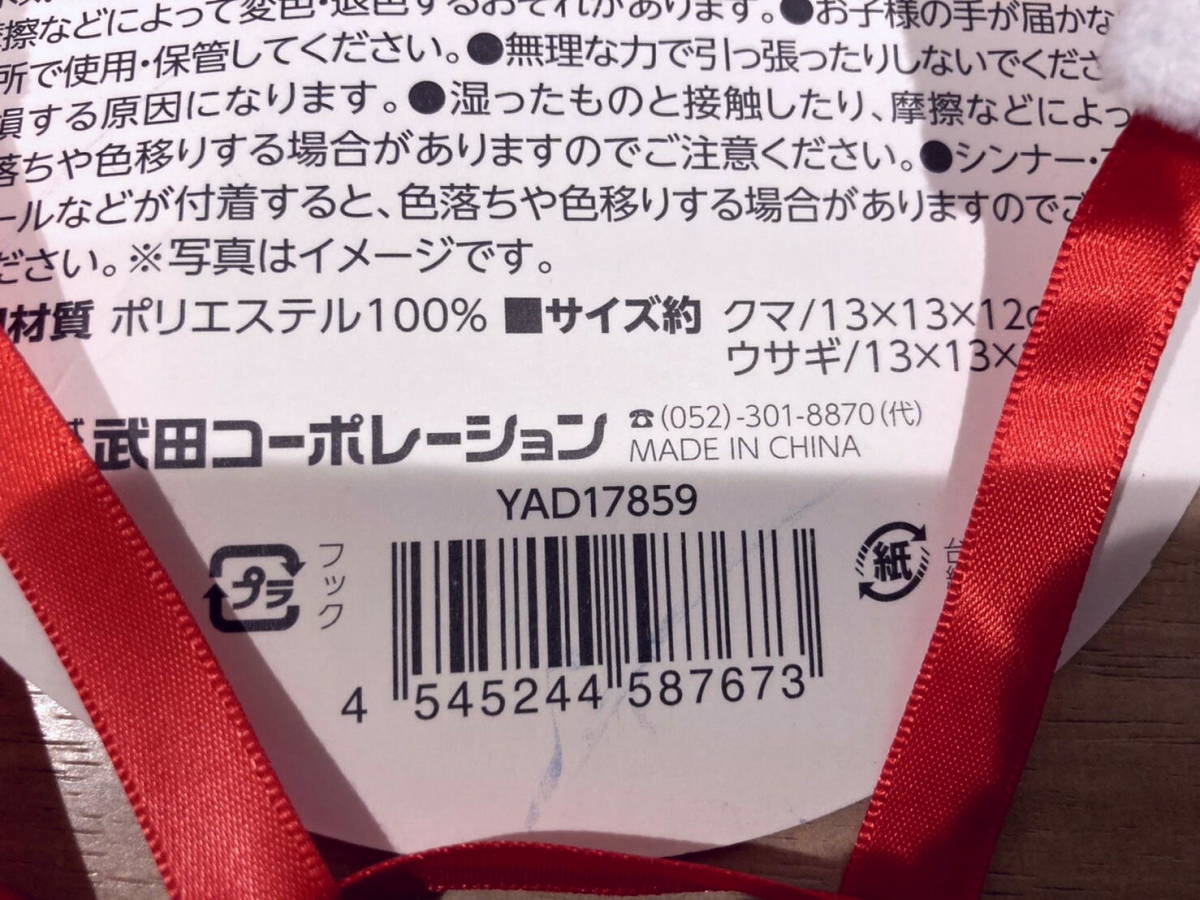 摩擦などによって変色・退色するおそれがあります。●お子様の手が届かな
所で使用・保管してください。●無理な力で引っ張ったりしないでくださ
損する原因になります。●湿ったものと接触したり、摩擦などによっ
落ちや色移りする場合がありますのでご注意ください。●シンナー・
ールなどが付着すると、色落ちや色移りする場合がありますのでご
ださい。※写真はイメージです。
材質 ポリエステル100% ■サイズ約 クマ/13×13×12c
ウサギ/13×13×
武田コーポレーション ☎(052)-301-8870(代)
MADE IN CHINA
YAD17859
プラ フック
紙 台紙
4 545244 587673